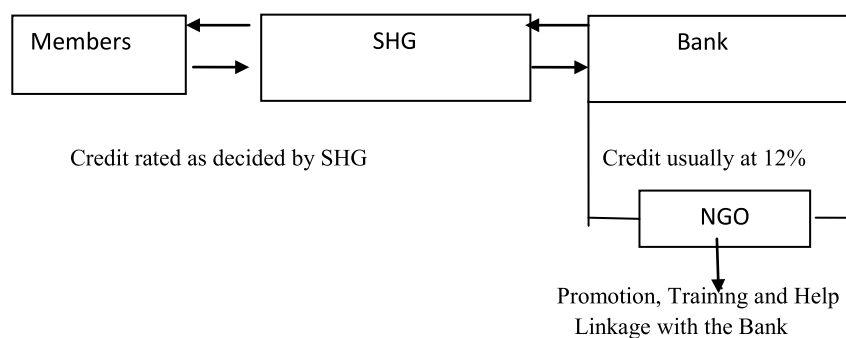 Members
SHG
Bank
Credit rated as decided by SHG
Credit usually at 12%
NGO
Promotion, Training and Help
Linkage with the Bank